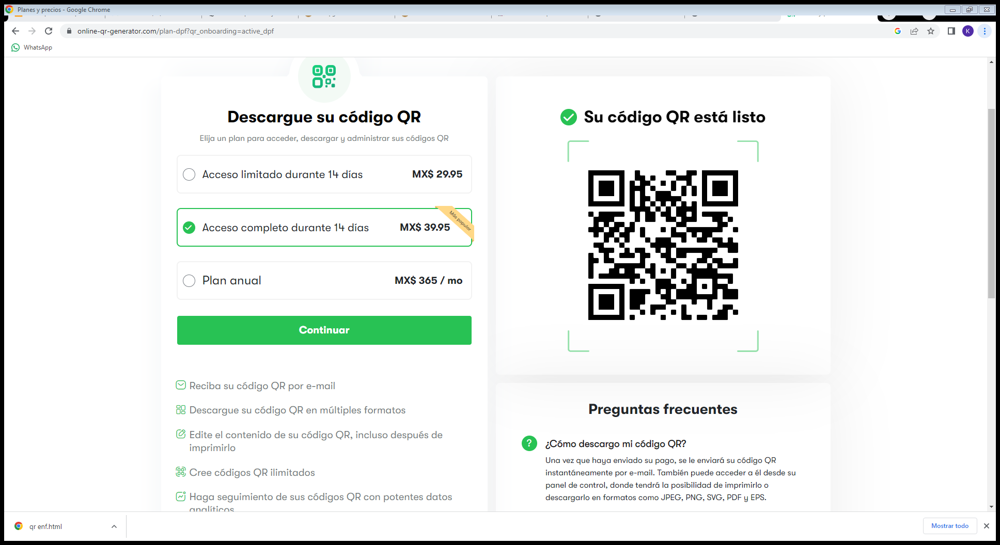 Planes y precios - Google Chrome
online-qr-generator.com/plan-dpf?qr_onboarding=active_dpf
K
WhatsApp
Descargue su código QR
Elija un plan para acceder, descargar y administrar sus códigos QR
Acceso limitado durante 14 días MX$ 29.95
Más popular
Acceso completo durante 14 días MX$ 39.95
Plan anual MX$ 365 / mo
Continuar
Reciba su código QR por e-mail
Descargue su código QR en múltiples formatos
Edite el contenido de su código QR, incluso después de
imprimirlo
Cree códigos QR ilimitados
Haga seguimiento de sus códigos QR con potentes datos
analíticos
Su código QR está listo
Preguntas frecuentes
? ¿Cómo descargo mi código QR?
Una vez que haya enviado su pago, se le enviará su código QR
instantáneamente por e-mail. También puede acceder a él desde su
panel de control, donde tendrá la posibilidad de imprimirlo o
descargarlo en formatos como JPEG, PNG, SVG, PDF y EPS.
qr enf.html
Mostrar todo